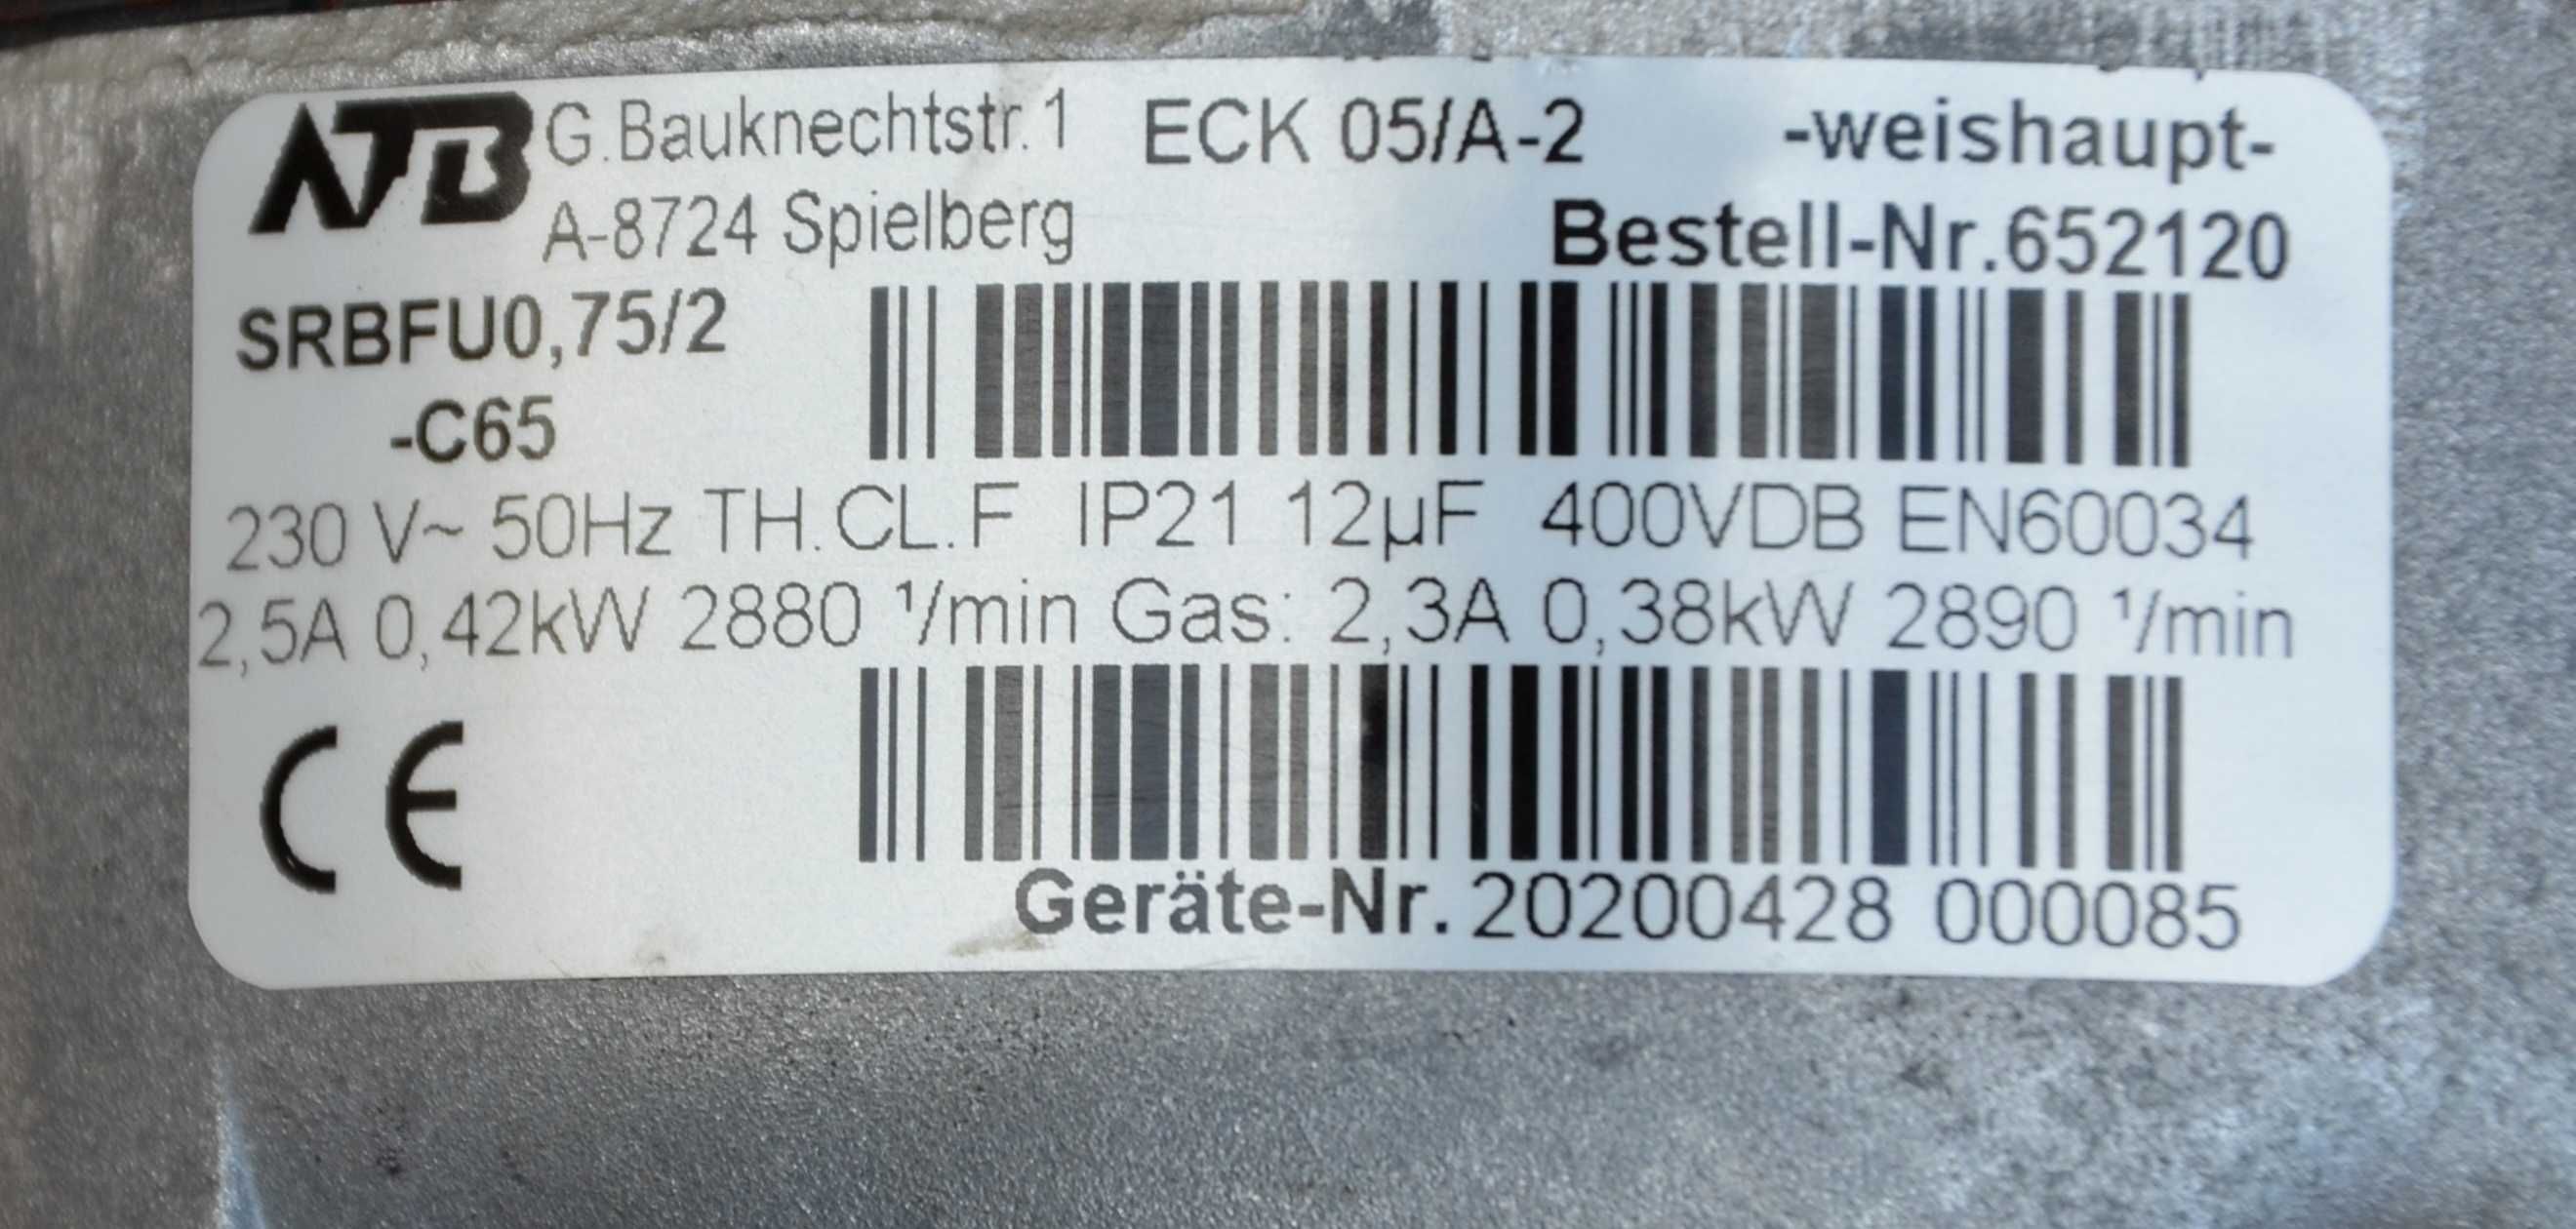 ATB G.Bauknechtstr.1 ECK 05/A-2 -weishaupt-
A-8724 Spielberg Bestell-Nr.652120
SRBFU0,75/2
-C65
230 V~ 50Hz TH.CL.F IP21 12µF 400VDB EN60034
2,5A 0,42kW 2880 ¹/min Gas: 2,3A 0,38kW 2890 ¹/min
CE
Geräte-Nr.20200428 000085